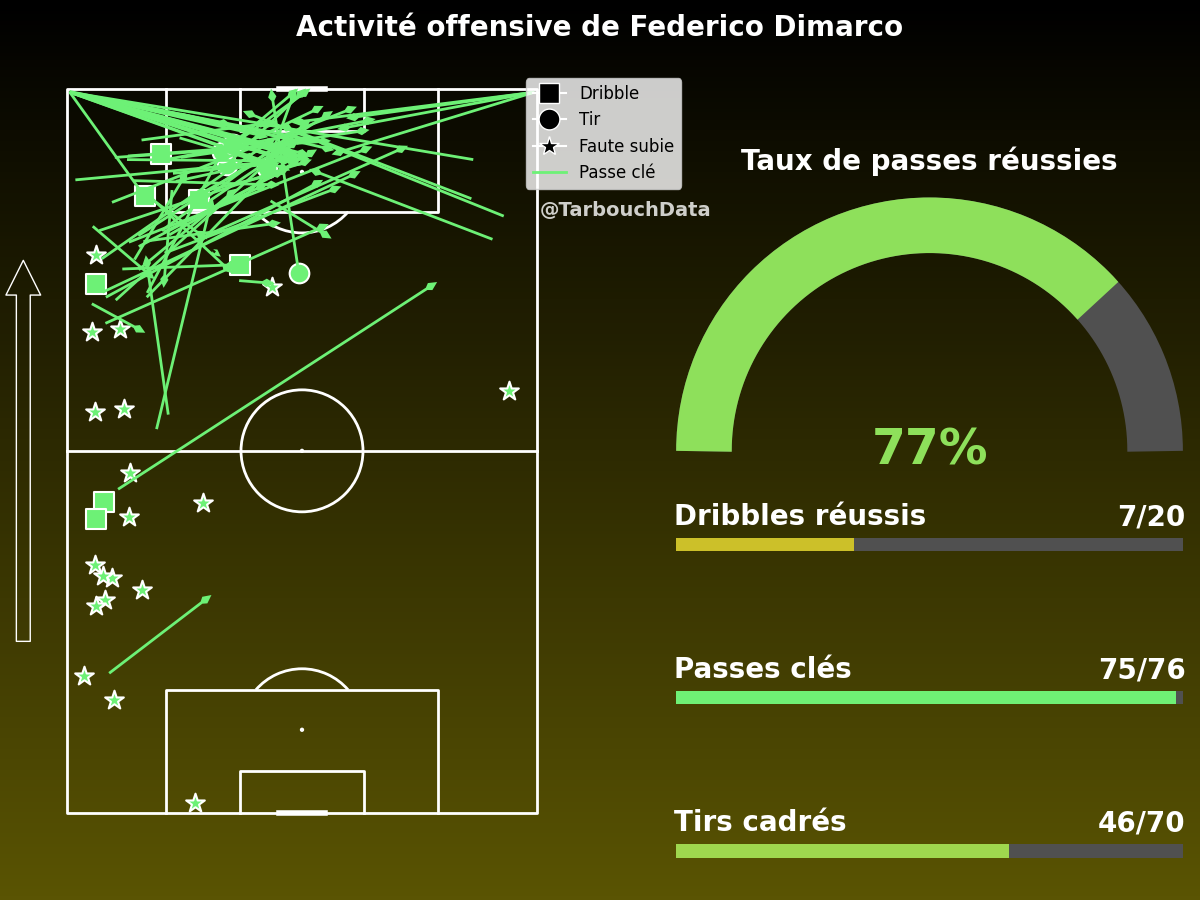 Activité offensive de Federico Dimarco
Dribble
Tir
Faute subie
Passe clé
@TarbouchData
Taux de passes réussies
77%
Dribbles réussis 7/20
Passes clés 75/76
Tirs cadrés 46/70